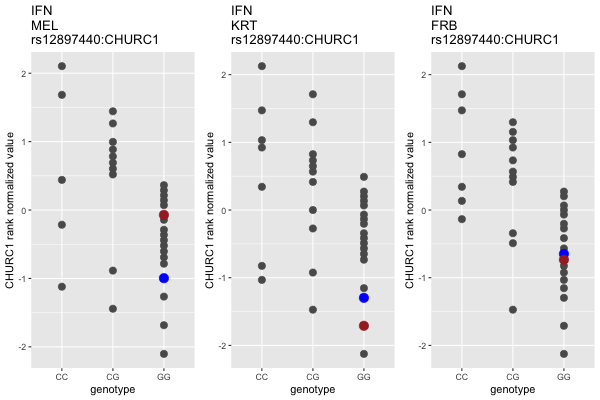 IFN
MEL
rs12897440:CHURC1
CHURC1 rank normalized value
2
1
0
-1
-2
CC CG GG
genotype
IFN
KRT
rs12897440:CHURC1
CHURC1 rank normalized value
2
1
0
-1
-2
CC CG GG
genotype
IFN
FRB
rs12897440:CHURC1
CHURC1 rank normalized value
2
1
0
-1
-2
CC CG GG
genotype